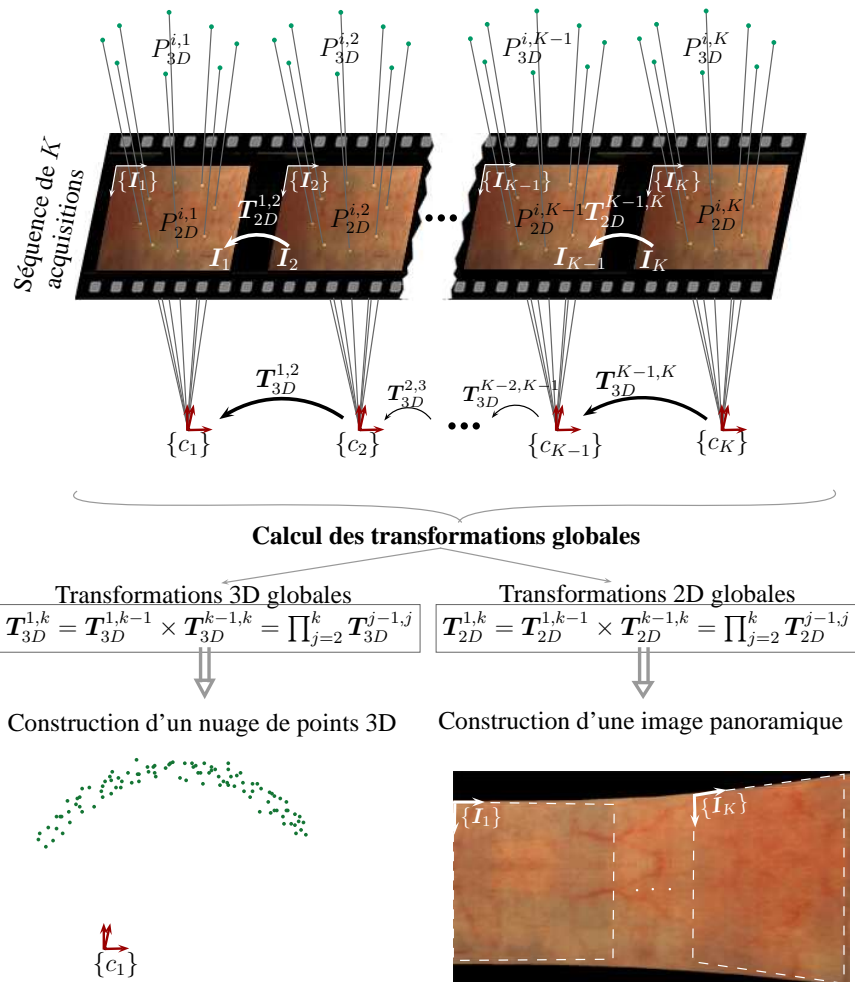 P_{3D}^{i,1} P_{3D}^{i,2} P_{3D}^{i,K−1} P_{3D}^{i,K}
Séquence de K
acquisitions
{I_1} {I_2} {I_{K−1}} {I_K}
P_{2D}^{i,1} T_{2D}^{1,2} P_{2D}^{i,2} ••• P_{2D}^{i,K−1} T_{2D}^{K−1,K} P_{2D}^{i,K}
I_1 I_2 I_{K−1} I_K
T_{3D}^{1,2} T_{3D}^{2,3} ••• T_{3D}^{K−2,K−1} T_{3D}^{K−1,K}
{c_1} {c_2} {c_{K−1}} {c_K}
Calcul des transformations globales
Transformations 3D globales
T_{3D}^{1,k} = T_{3D}^{1,k−1} × T_{3D}^{k−1,k} = ∏_{j=2}^{k} T_{3D}^{j−1,j}
Transformations 2D globales
T_{2D}^{1,k} = T_{2D}^{1,k−1} × T_{2D}^{k−1,k} = ∏_{j=2}^{k} T_{2D}^{j−1,j}
Construction d'un nuage de points 3D
{c_1}
Construction d'une image panoramique
{I_1} {I_K}
. . .